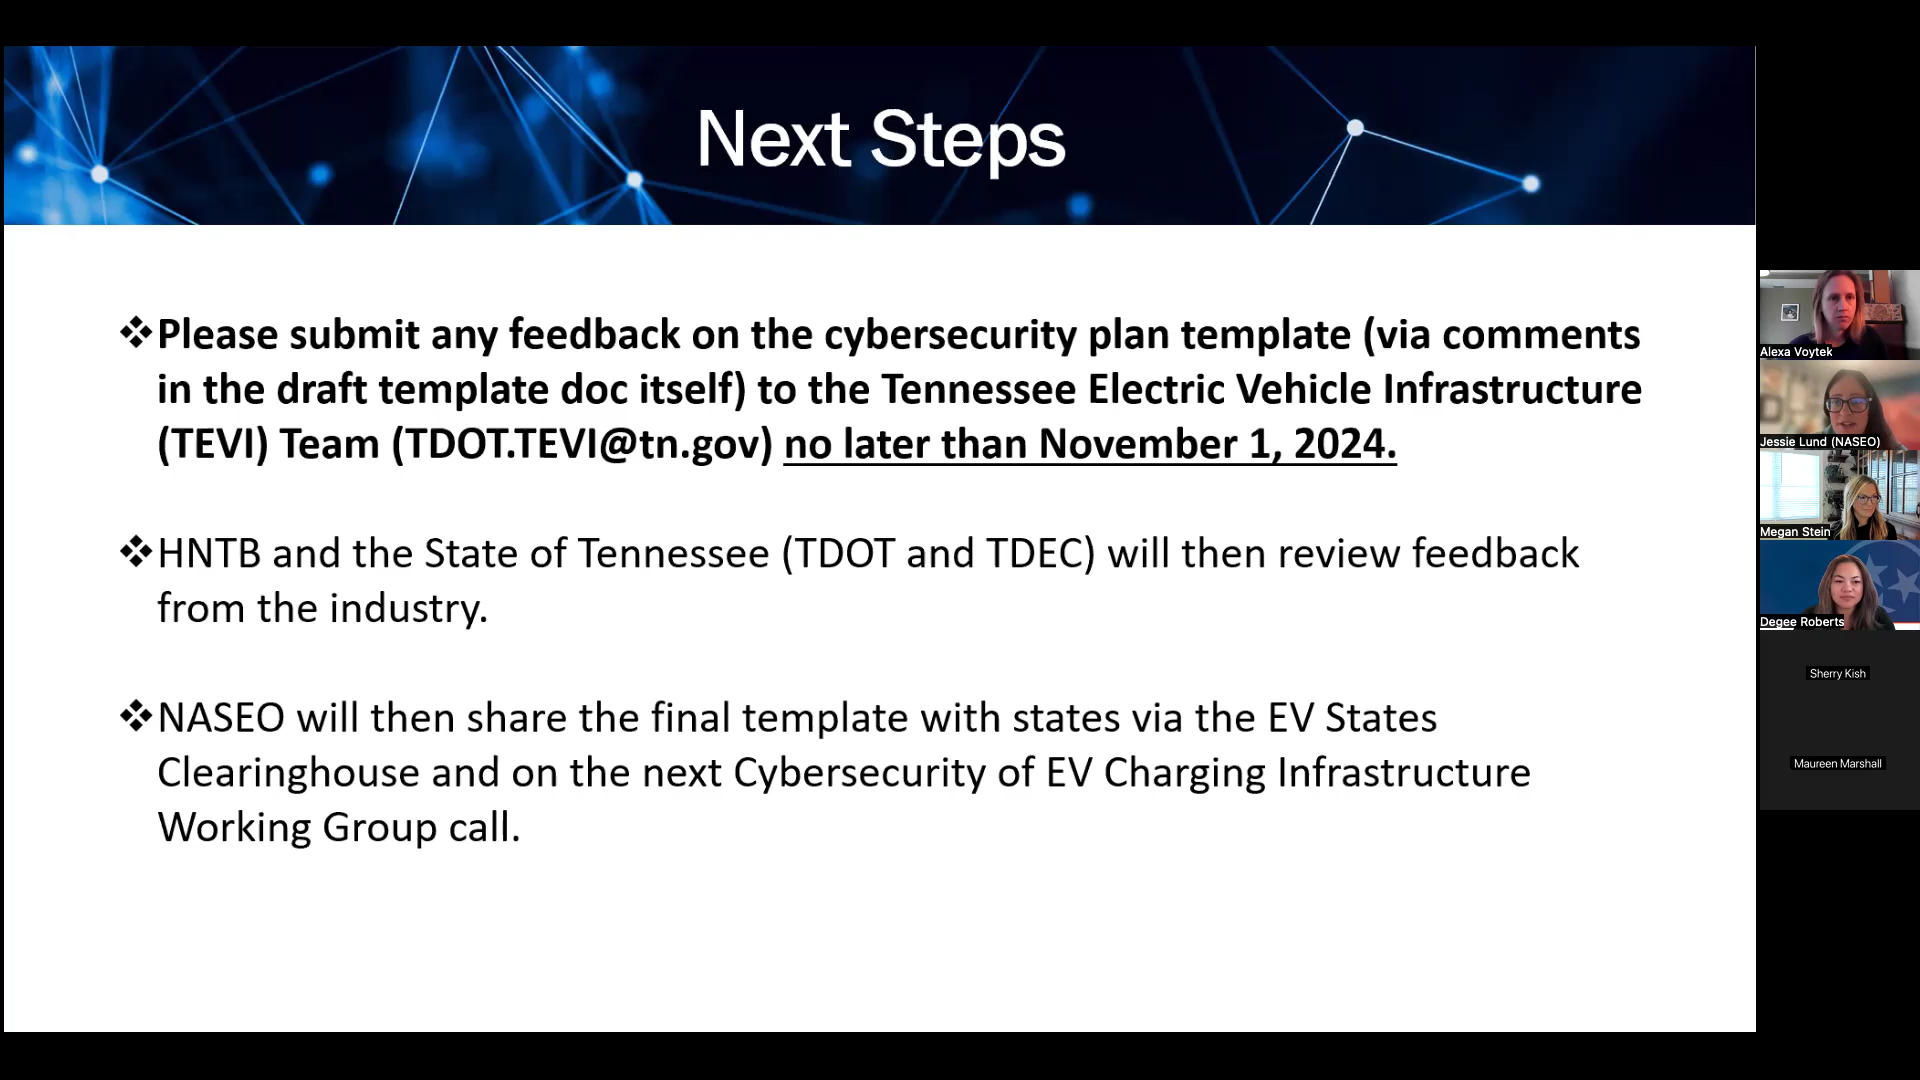 Next Steps
❖Please submit any feedback on the cybersecurity plan template (via comments
in the draft template doc itself) to the Tennessee Electric Vehicle Infrastructure
(TEVI) Team (TDOT.TEVI@tn.gov) no later than November 1, 2024.
❖HNTB and the State of Tennessee (TDOT and TDEC) will then review feedback
from the industry.
❖NASEO will then share the final template with states via the EV States
Clearinghouse and on the next Cybersecurity of EV Charging Infrastructure
Working Group call.
Alexa Voytek
Jessie Lund (NASEO)
Megan Stein
Degee Roberts
Sherry Kish
Maureen Marshall